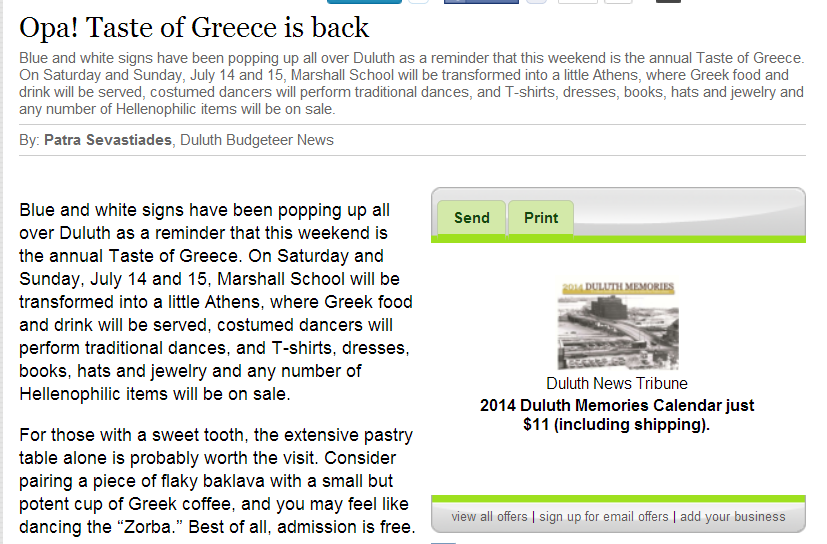 Opa! Taste of Greece is back
Blue and white signs have been popping up all over Duluth as a reminder that this weekend is the annual Taste of Greece.
On Saturday and Sunday, July 14 and 15, Marshall School will be transformed into a little Athens, where Greek food and
drink will be served, costumed dancers will perform traditional dances, and T-shirts, dresses, books, hats and jewelry and
any number of Hellenophilic items will be on sale.
By: Patra Sevastiades, Duluth Budgeteer News
Blue and white signs have been popping up all
over Duluth as a reminder that this weekend is
the annual Taste of Greece. On Saturday and
Sunday, July 14 and 15, Marshall School will be
transformed into a little Athens, where Greek food
and drink will be served, costumed dancers will
perform traditional dances, and T-shirts, dresses,
books, hats and jewelry and any number of
Hellenophilic items will be on sale.
For those with a sweet tooth, the extensive pastry
table alone is probably worth the visit. Consider
pairing a piece of flaky baklava with a small but
potent cup of Greek coffee, and you may feel like
dancing the “Zorba.” Best of all, admission is free.
Send Print
2014 DULUTH MEMORIES
Duluth News Tribune
2014 Duluth Memories Calendar just
$11 (including shipping).
view all offers | sign up for email offers | add your business